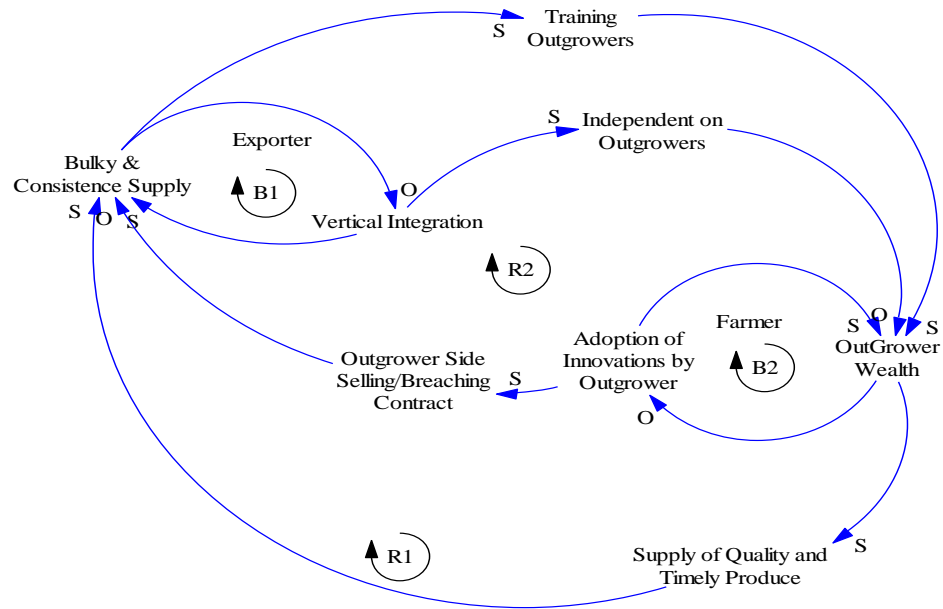 Training
Outgrowers
S
S
Independent on
Outgrowers
Exporter
Bulky &
Consistence Supply
B1
O
S
O
S
Vertical Integration
R2
Farmer
O
S
S
Adoption of
Innovations by
Outgrower
B2
OutGrower
Wealth
Outgrower Side
Selling/Breaching
Contract
S
O
S
R1
Supply of Quality and
Timely Produce